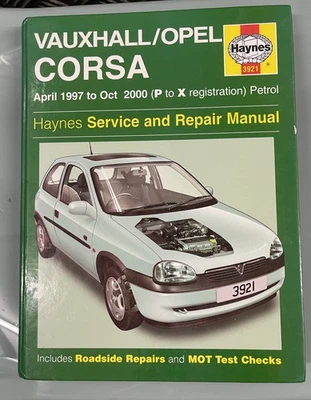 VAUXHALL/OPEL
CORSA
Haynes
3921
April 1997 to Oct 2000 (P to X registration) Petrol
Haynes Service and Repair Manual
3921
Includes Roadside Repairs and MOT Test Checks